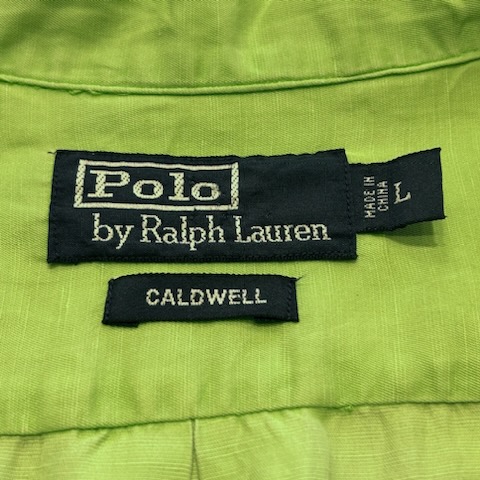 Polo
by Ralph Lauren
MADE IN
CHINA
L
CALDWELL